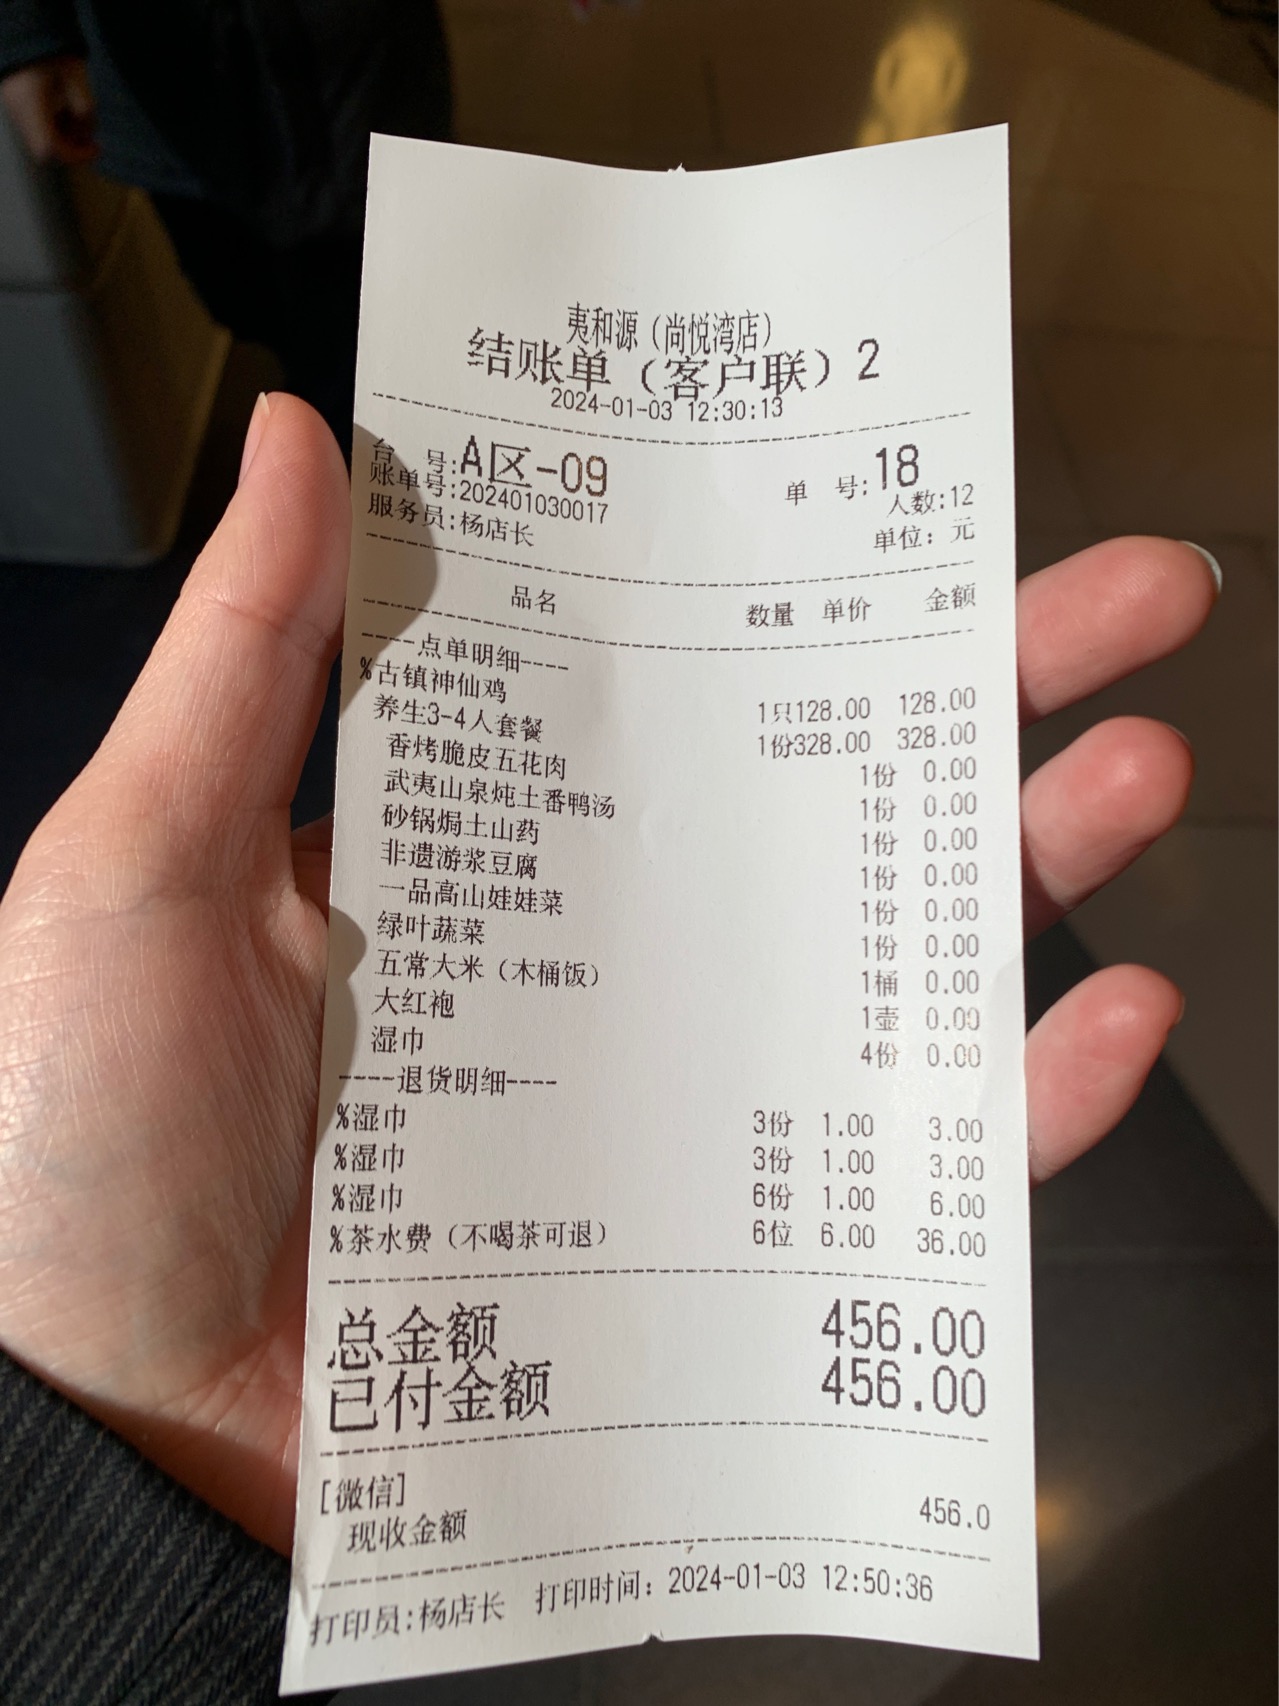 夷和源（尚悦湾店）
结账单（客户联）2
2024-01-03 12:30:13
台 号:A区-09 单 号:18
账单号:202401030017 人数:12
服务员:杨店长 单位：元
品名 数量 单价 金额
----点单明细----
%古镇神仙鸡 1只128.00 128.00
养生3-4人套餐 1份328.00 328.00
香烤脆皮五花肉 1份 0.00
武夷山泉炖土番鸭汤 1份 0.00
砂锅焗土山药 1份 0.00
非遗游浆豆腐 1份 0.00
一品高山娃娃菜 1份 0.00
绿叶蔬菜 1份 0.00
五常大米（木桶饭） 1桶 0.00
大红袍 1壶 0.00
湿巾 4份 0.00
----退货明细----
%湿巾 3份 1.00 3.00
%湿巾 3份 1.00 3.00
%湿巾 6份 1.00 6.00
%茶水费（不喝茶可退） 6位 6.00 36.00
总金额 456.00
已付金额 456.00
[微信]
现收金额 456.0
打印员:杨店长 打印时间：2024-01-03 12:50:36